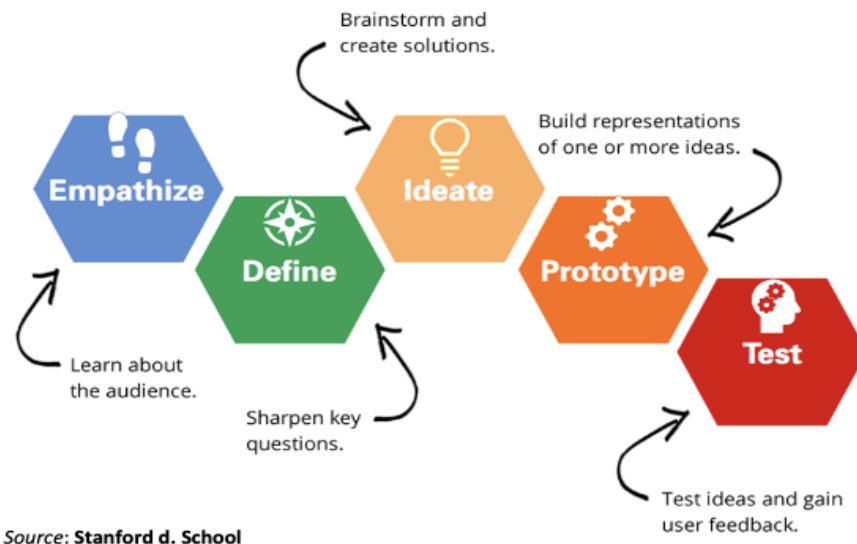 Brainstorm and
create solutions.
Build representations
of one or more ideas.
Empathize
Ideate
Define
Prototype
Test
Learn about
the audience.
Sharpen key
questions.
Test ideas and gain
user feedback.
Source: Stanford d. School